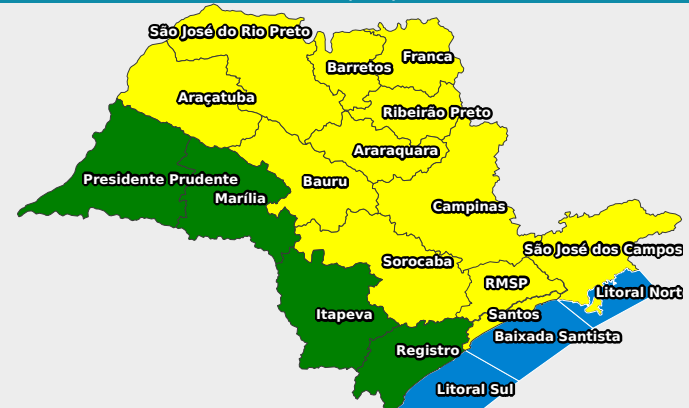 São José do Rio Preto
Franca
Barretos
Araçatuba
Ribeirão Preto
Araraquara
Presidente Prudente
Bauru
Marília
Campinas
São José dos Campos
Sorocaba
RMSP
Litoral Nort
Itapeva
Santos
Baixada Santista
Registro
Litoral Sul